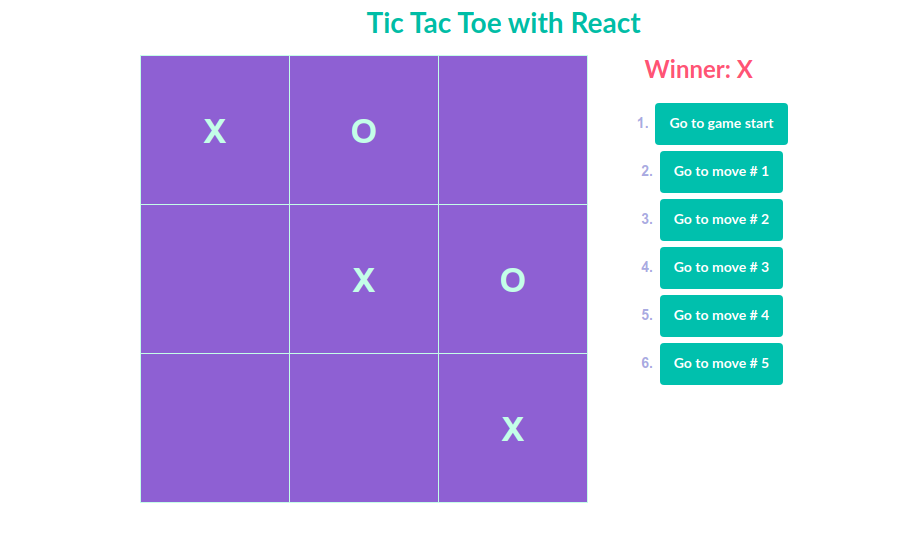 Tic Tac Toe with React
Winner: X
X O
X O
X
1. Go to game start
2. Go to move # 1
3. Go to move # 2
4. Go to move # 3
5. Go to move # 4
6. Go to move # 5